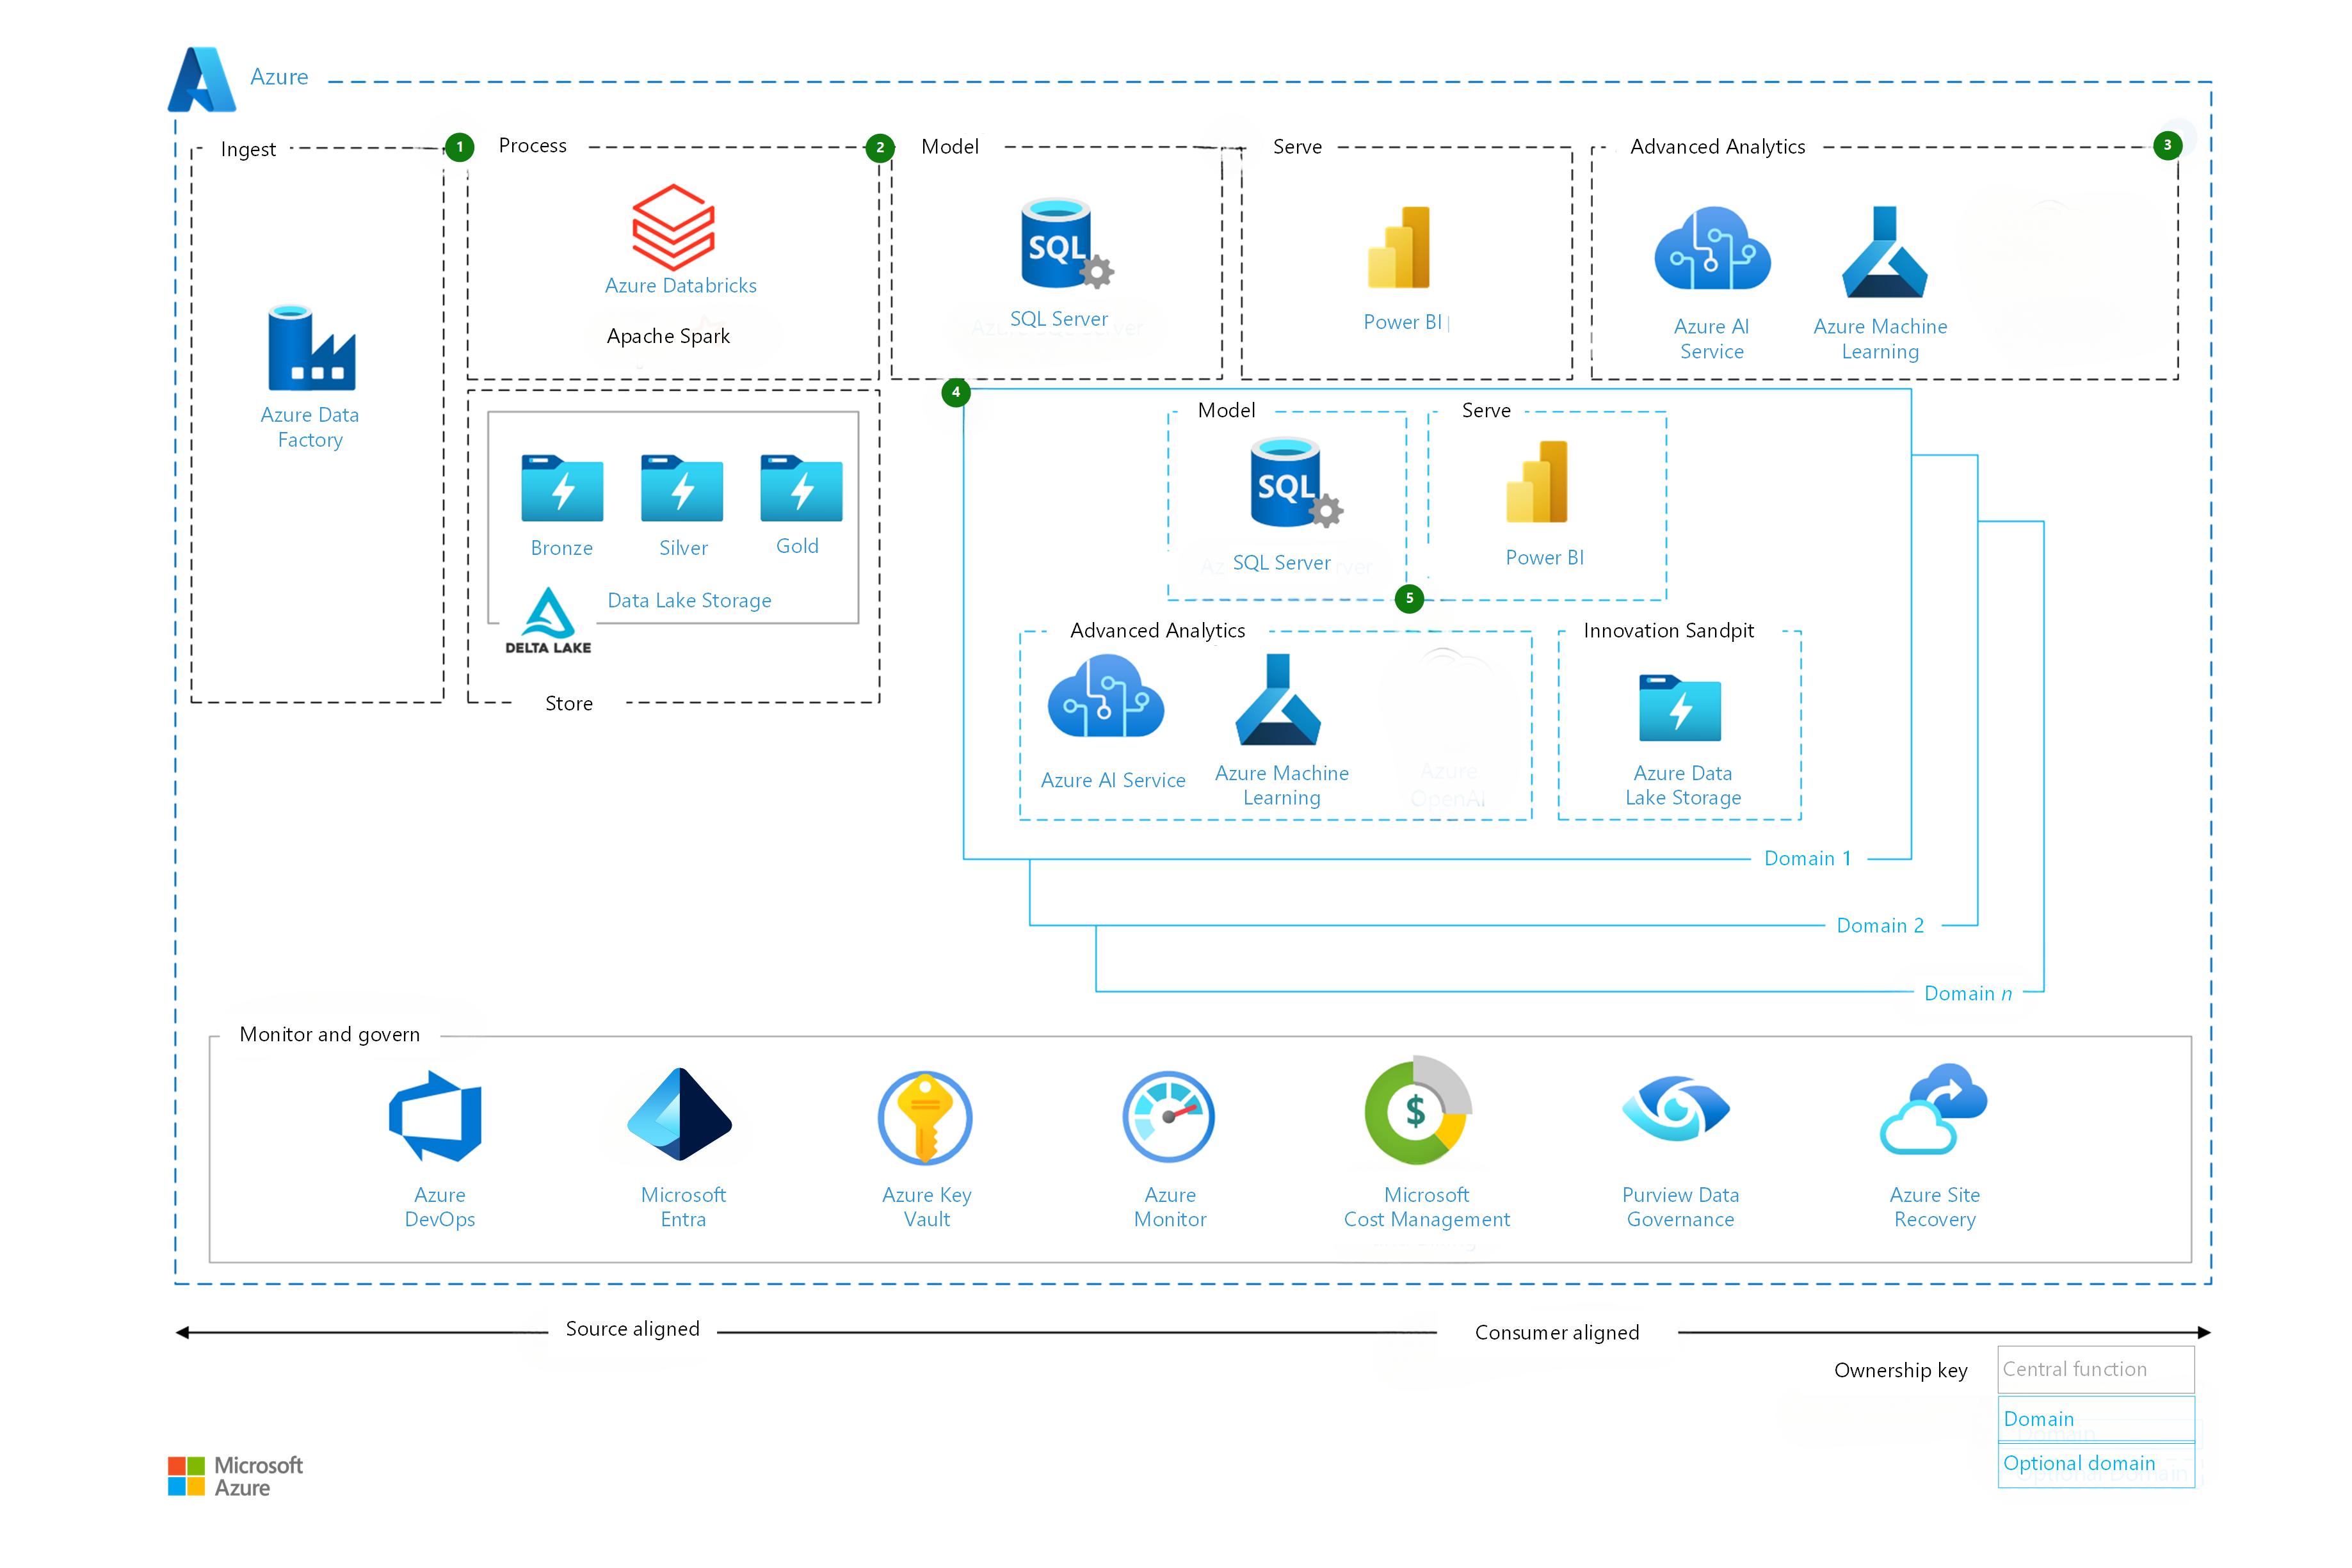 Azure
Ingest
1
Process
2
Model
Serve
Advanced Analytics
3
Azure Databricks
Apache Spark
SQL
SQL Server
Power BI
Azure AI
Service
Azure Machine
Learning
Azure Data
Factory
4
Model
Serve
SQL
SQL Server
Power BI
5
Bronze
Silver
Gold
Data Lake Storage
DELTA LAKE
Store
Advanced Analytics
Innovation Sandpit
Azure AI Service
Azure Machine
Learning
Azure
OpenAI
Azure Data
Lake Storage
Domain 1
Domain 2
Domain n
Monitor and govern
$
Azure
DevOps
Microsoft
Entra
Azure Key
Vault
Azure
Monitor
Microsoft
Cost Management
Purview Data
Governance
Azure Site
Recovery
Source aligned
Consumer aligned
Ownership key
Central function
Domain
Optional domain
Microsoft
Azure